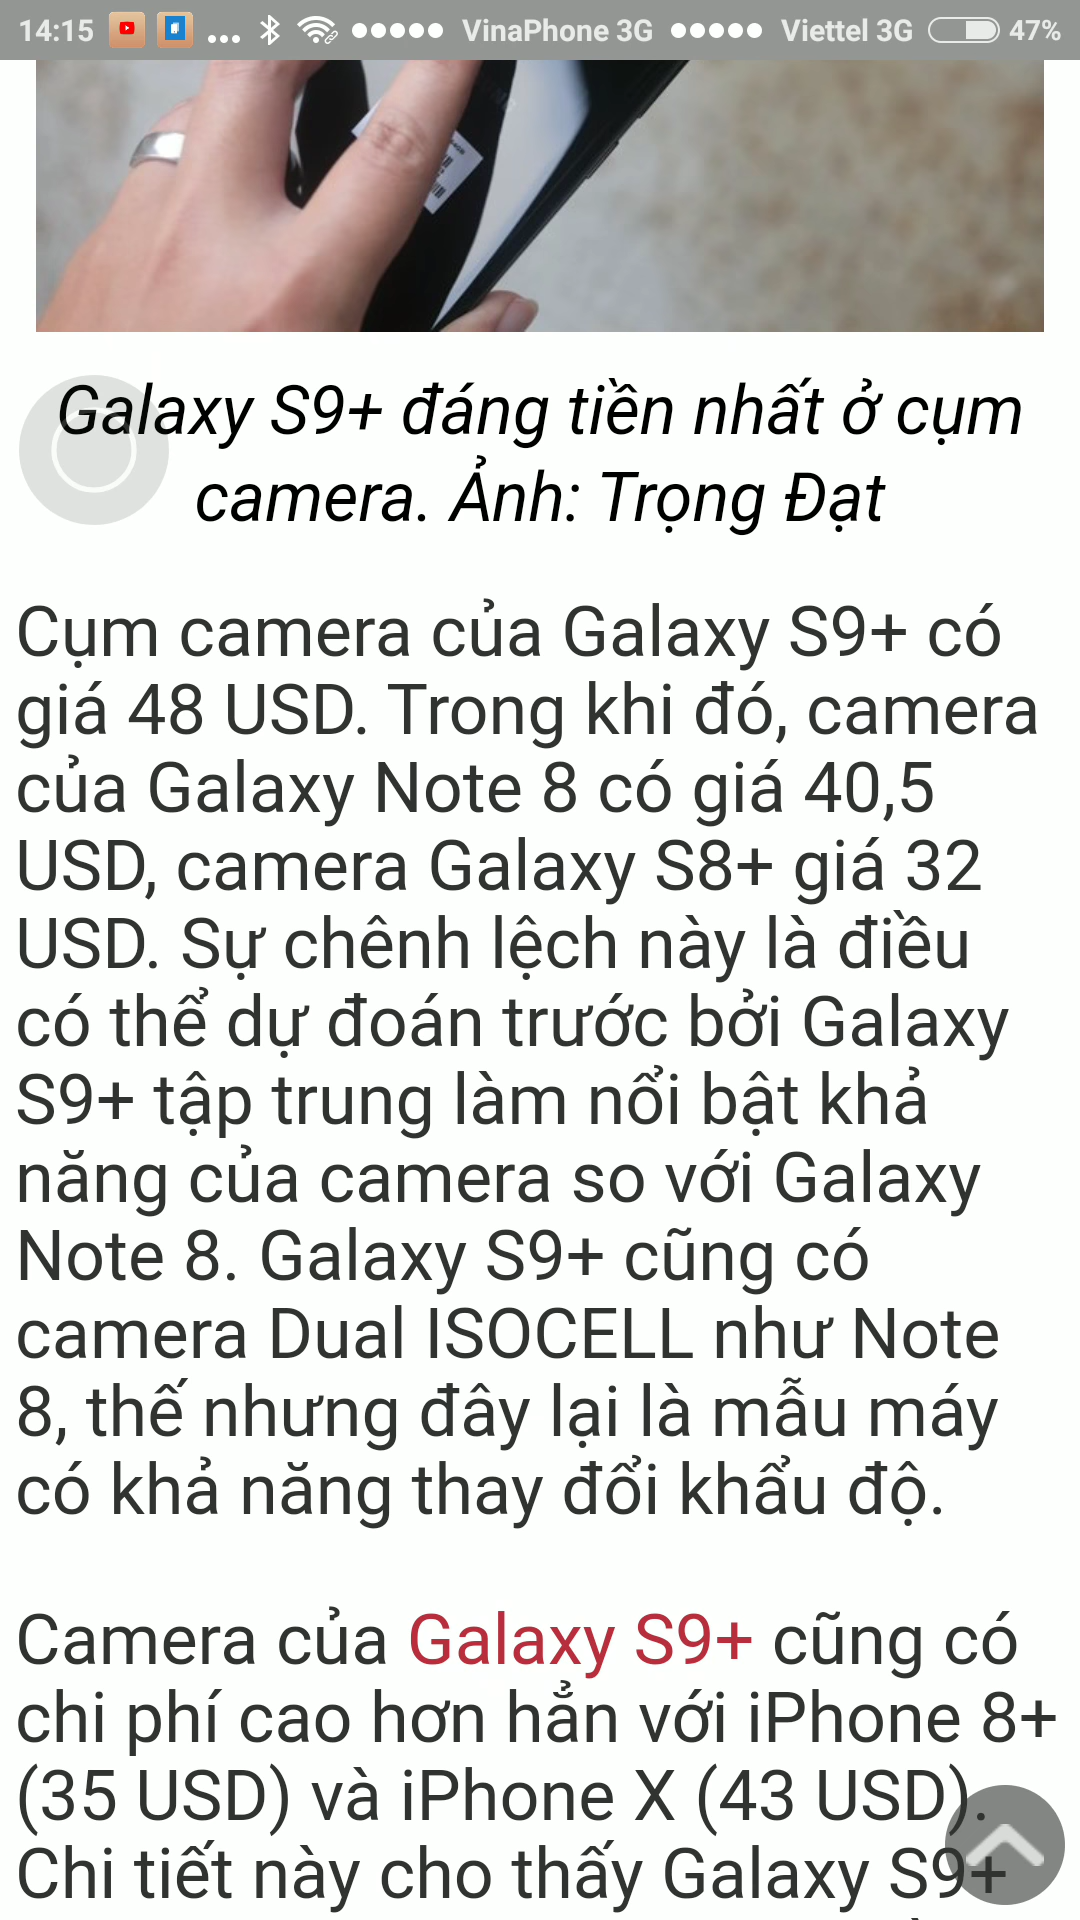 14:15 ... VinaPhone 3G Viettel 3G 47%
Galaxy S9+ đáng tiền nhất ở cụm
camera. Ảnh: Trọng Đạt
Cụm camera của Galaxy S9+ có
giá 48 USD. Trong khi đó, camera
của Galaxy Note 8 có giá 40,5
USD, camera Galaxy S8+ giá 32
USD. Sự chênh lệch này là điều
có thể dự đoán trước bởi Galaxy
S9+ tập trung làm nổi bật khả
năng của camera so với Galaxy
Note 8. Galaxy S9+ cũng có
camera Dual ISOCELL như Note
8, thế nhưng đây lại là mẫu máy
có khả năng thay đổi khẩu độ.
Camera của Galaxy S9+ cũng có
chi phí cao hơn hẳn với iPhone 8+
(35 USD) và iPhone X (43 USD).
Chi tiết này cho thấy Galaxy S9+